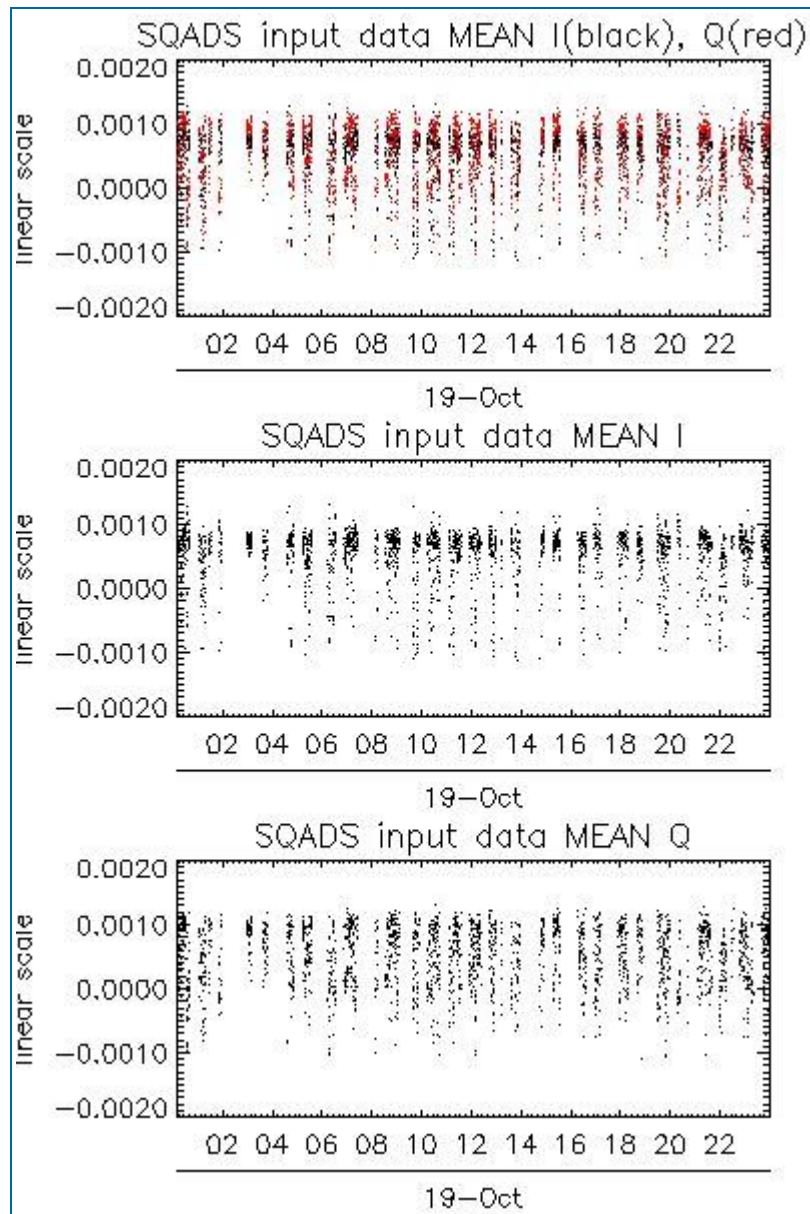 SQADS input data MEAN I(black), Q(red)
0.0020
0.0010
0.0000
-0.0010
-0.0020
linear scale
02 04 06 08 10 12 14 16 18 20 22
19-Oct
SQADS input data MEAN I
0.0020
0.0010
0.0000
-0.0010
-0.0020
linear scale
02 04 06 08 10 12 14 16 18 20 22
19-Oct
SQADS input data MEAN Q
0.0020
0.0010
0.0000
-0.0010
-0.0020
linear scale
02 04 06 08 10 12 14 16 18 20 22
19-Oct